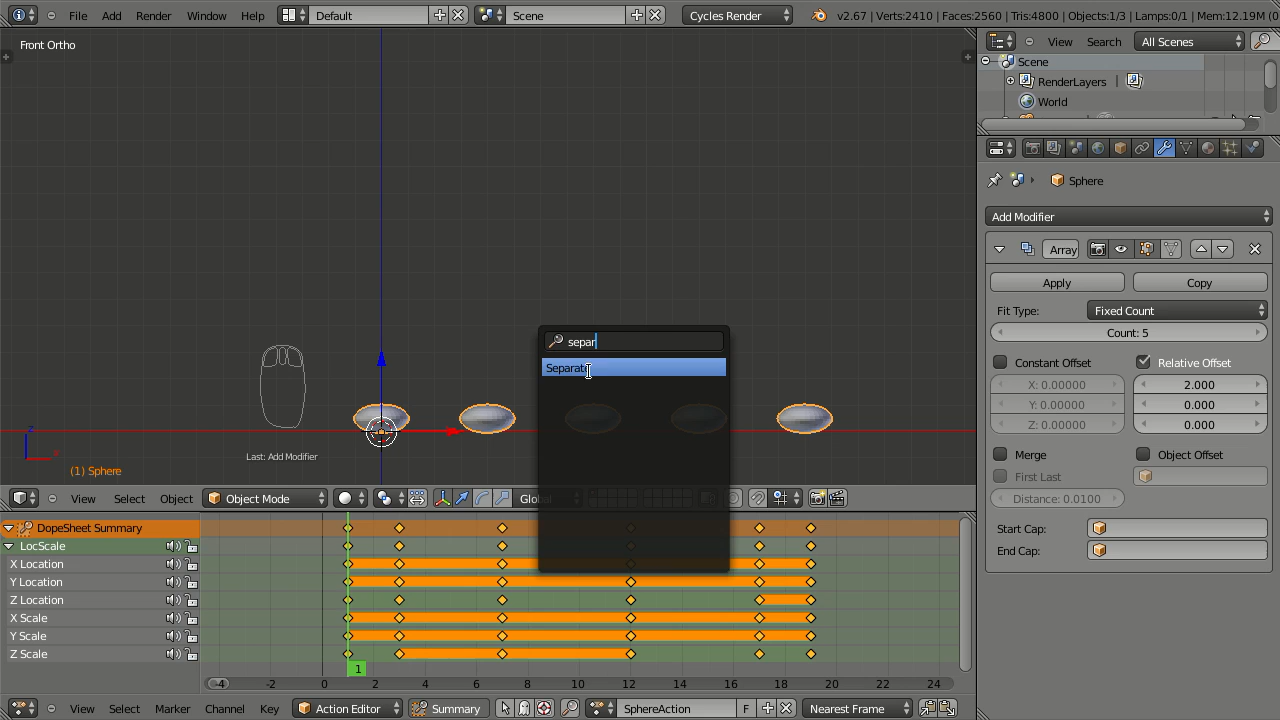 File Add Render Window Help Default Scene Cycles Render v2.67 | Verts:2410 | Faces:2560 | Tris:4800 | Objects:1/3 | Lamps:0/1 | Mem:12.19M (0
Front Ortho
View Search All Scenes
Scene
RenderLayers
World
Sphere
Add Modifier
Array
Apply Copy
Fit Type: Fixed Count
Count: 5
Constant Offset Relative Offset
X: 0.00000 2.000
Y: 0.00000 0.000
Z: 0.00000 0.000
Merge Object Offset
First Last
Distance: 0.0100
Start Cap:
End Cap:
separ
Separate
Last: Add Modifier
(1) Sphere
View Select Object Object Mode Global
DopeSheet Summary
LocScale
X Location
Y Location
Z Location
X Scale
Y Scale
Z Scale
1
-4 -2 0 2 4 6 8 10 12 14 16 18 20 22 24
View Select Marker Channel Key Action Editor Summary SphereAction F Nearest Frame